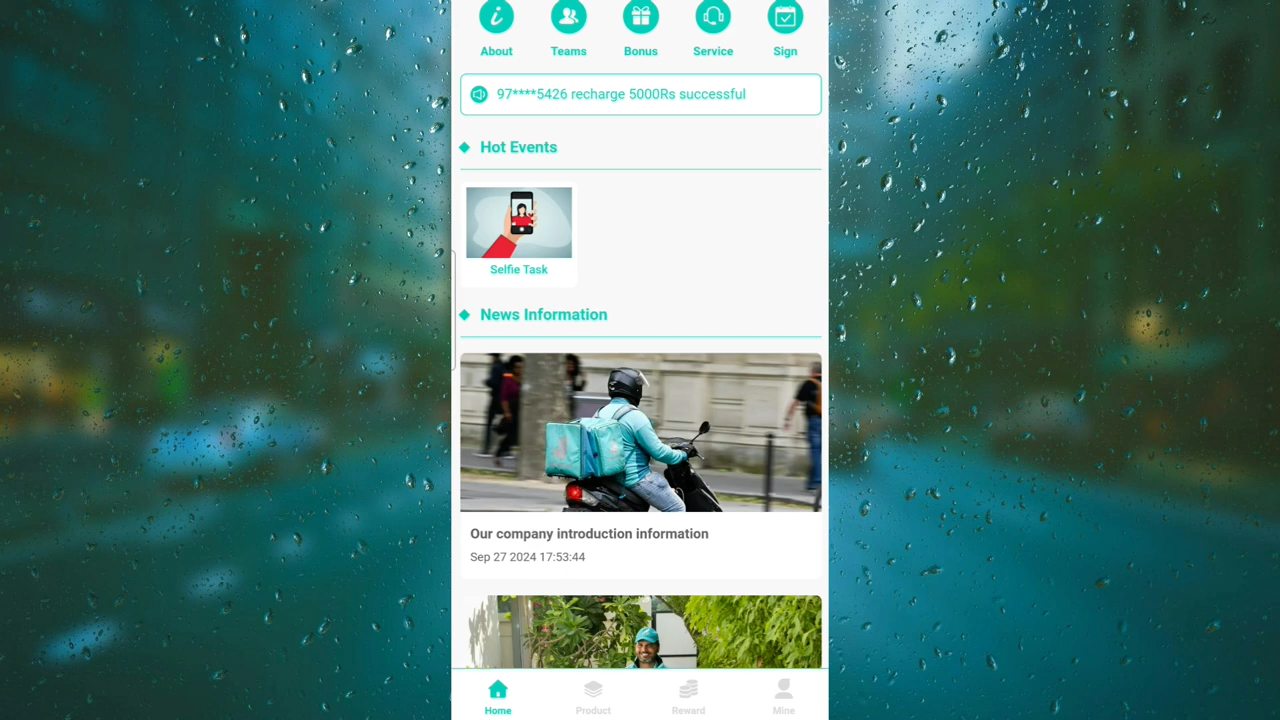 About
Teams
Bonus
Service
Sign
97****5426 recharge 5000Rs successful
Hot Events
Selfie Task
News Information
Our company introduction information
Sep 27 2024 17:53:44
Home
Product
Reward
Mine